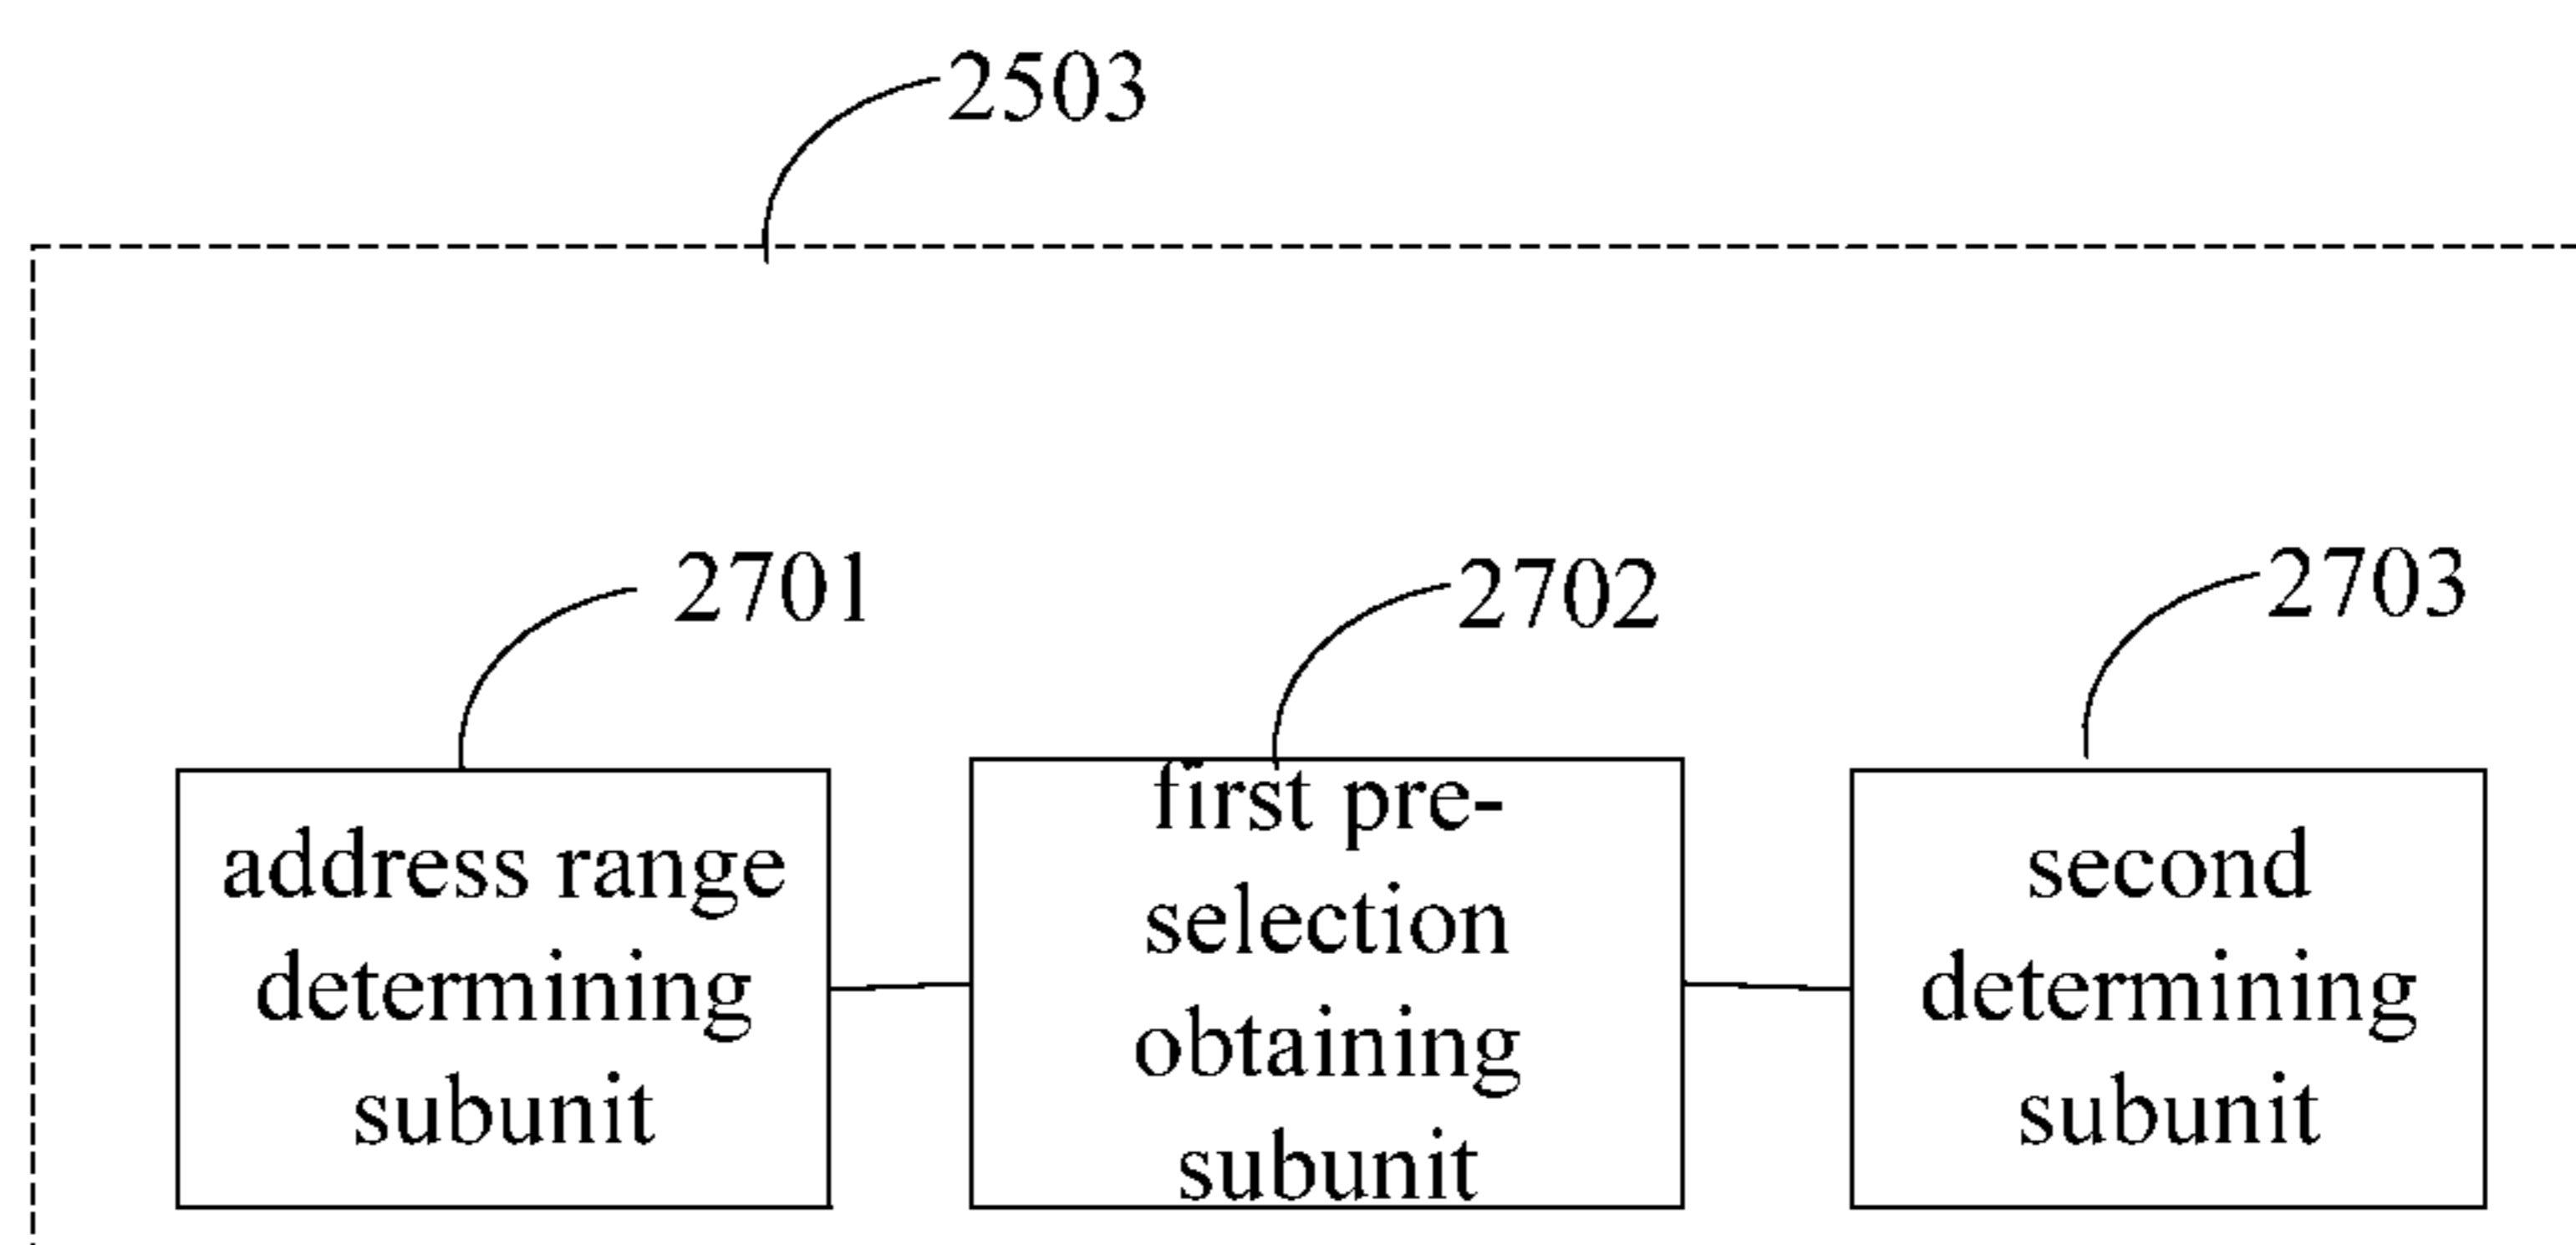 2503
2701
2702
2703
address range
determining
subunit
first pre-
selection
obtaining
subunit
second
determining
subunit